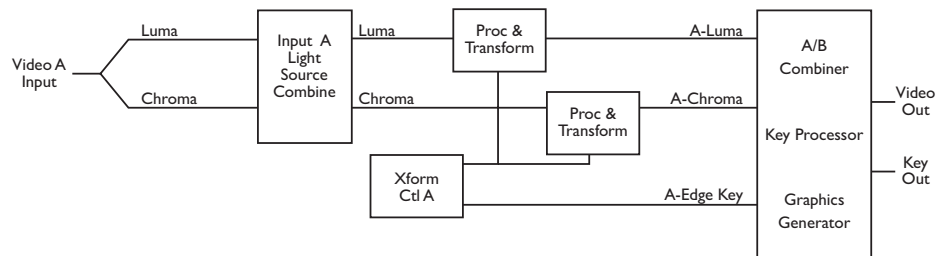 Video A
Input
Luma
Chroma
Input A
Light
Source
Combine
Luma
Chroma
Proc &
Transform
Proc &
Transform
Xform
Ctl A
A-Luma
A-Chroma
A-Edge Key
A/B
Combiner
Key Processor
Graphics
Generator
Video
Out
Key
Out